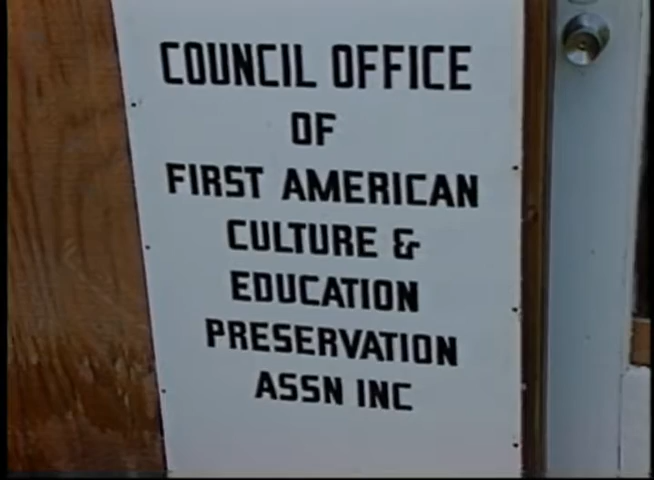 COUNCIL OFFICE
OF
FIRST AMERICAN
CULTURE &
EDUCATION
PRESERVATION
ASSN INC